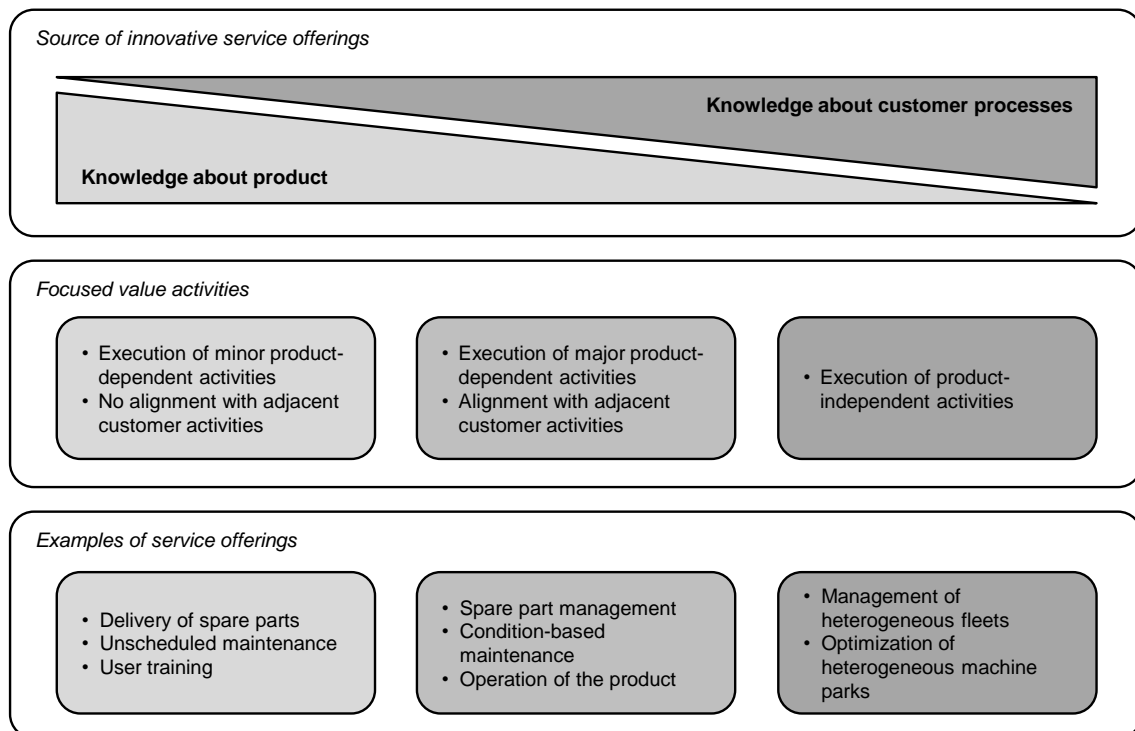 Source of innovative service offerings
Knowledge about customer processes
Knowledge about product
Focused value activities
• Execution of minor product-
dependent activities
• No alignment with adjacent
customer activities
• Execution of major product-
dependent activities
• Alignment with adjacent
customer activities
• Execution of product-
independent activities
Examples of service offerings
• Delivery of spare parts
• Unscheduled maintenance
• User training
• Spare part management
• Condition-based
maintenance
• Operation of the product
• Management of
heterogeneous fleets
• Optimization of
heterogeneous machine
parks